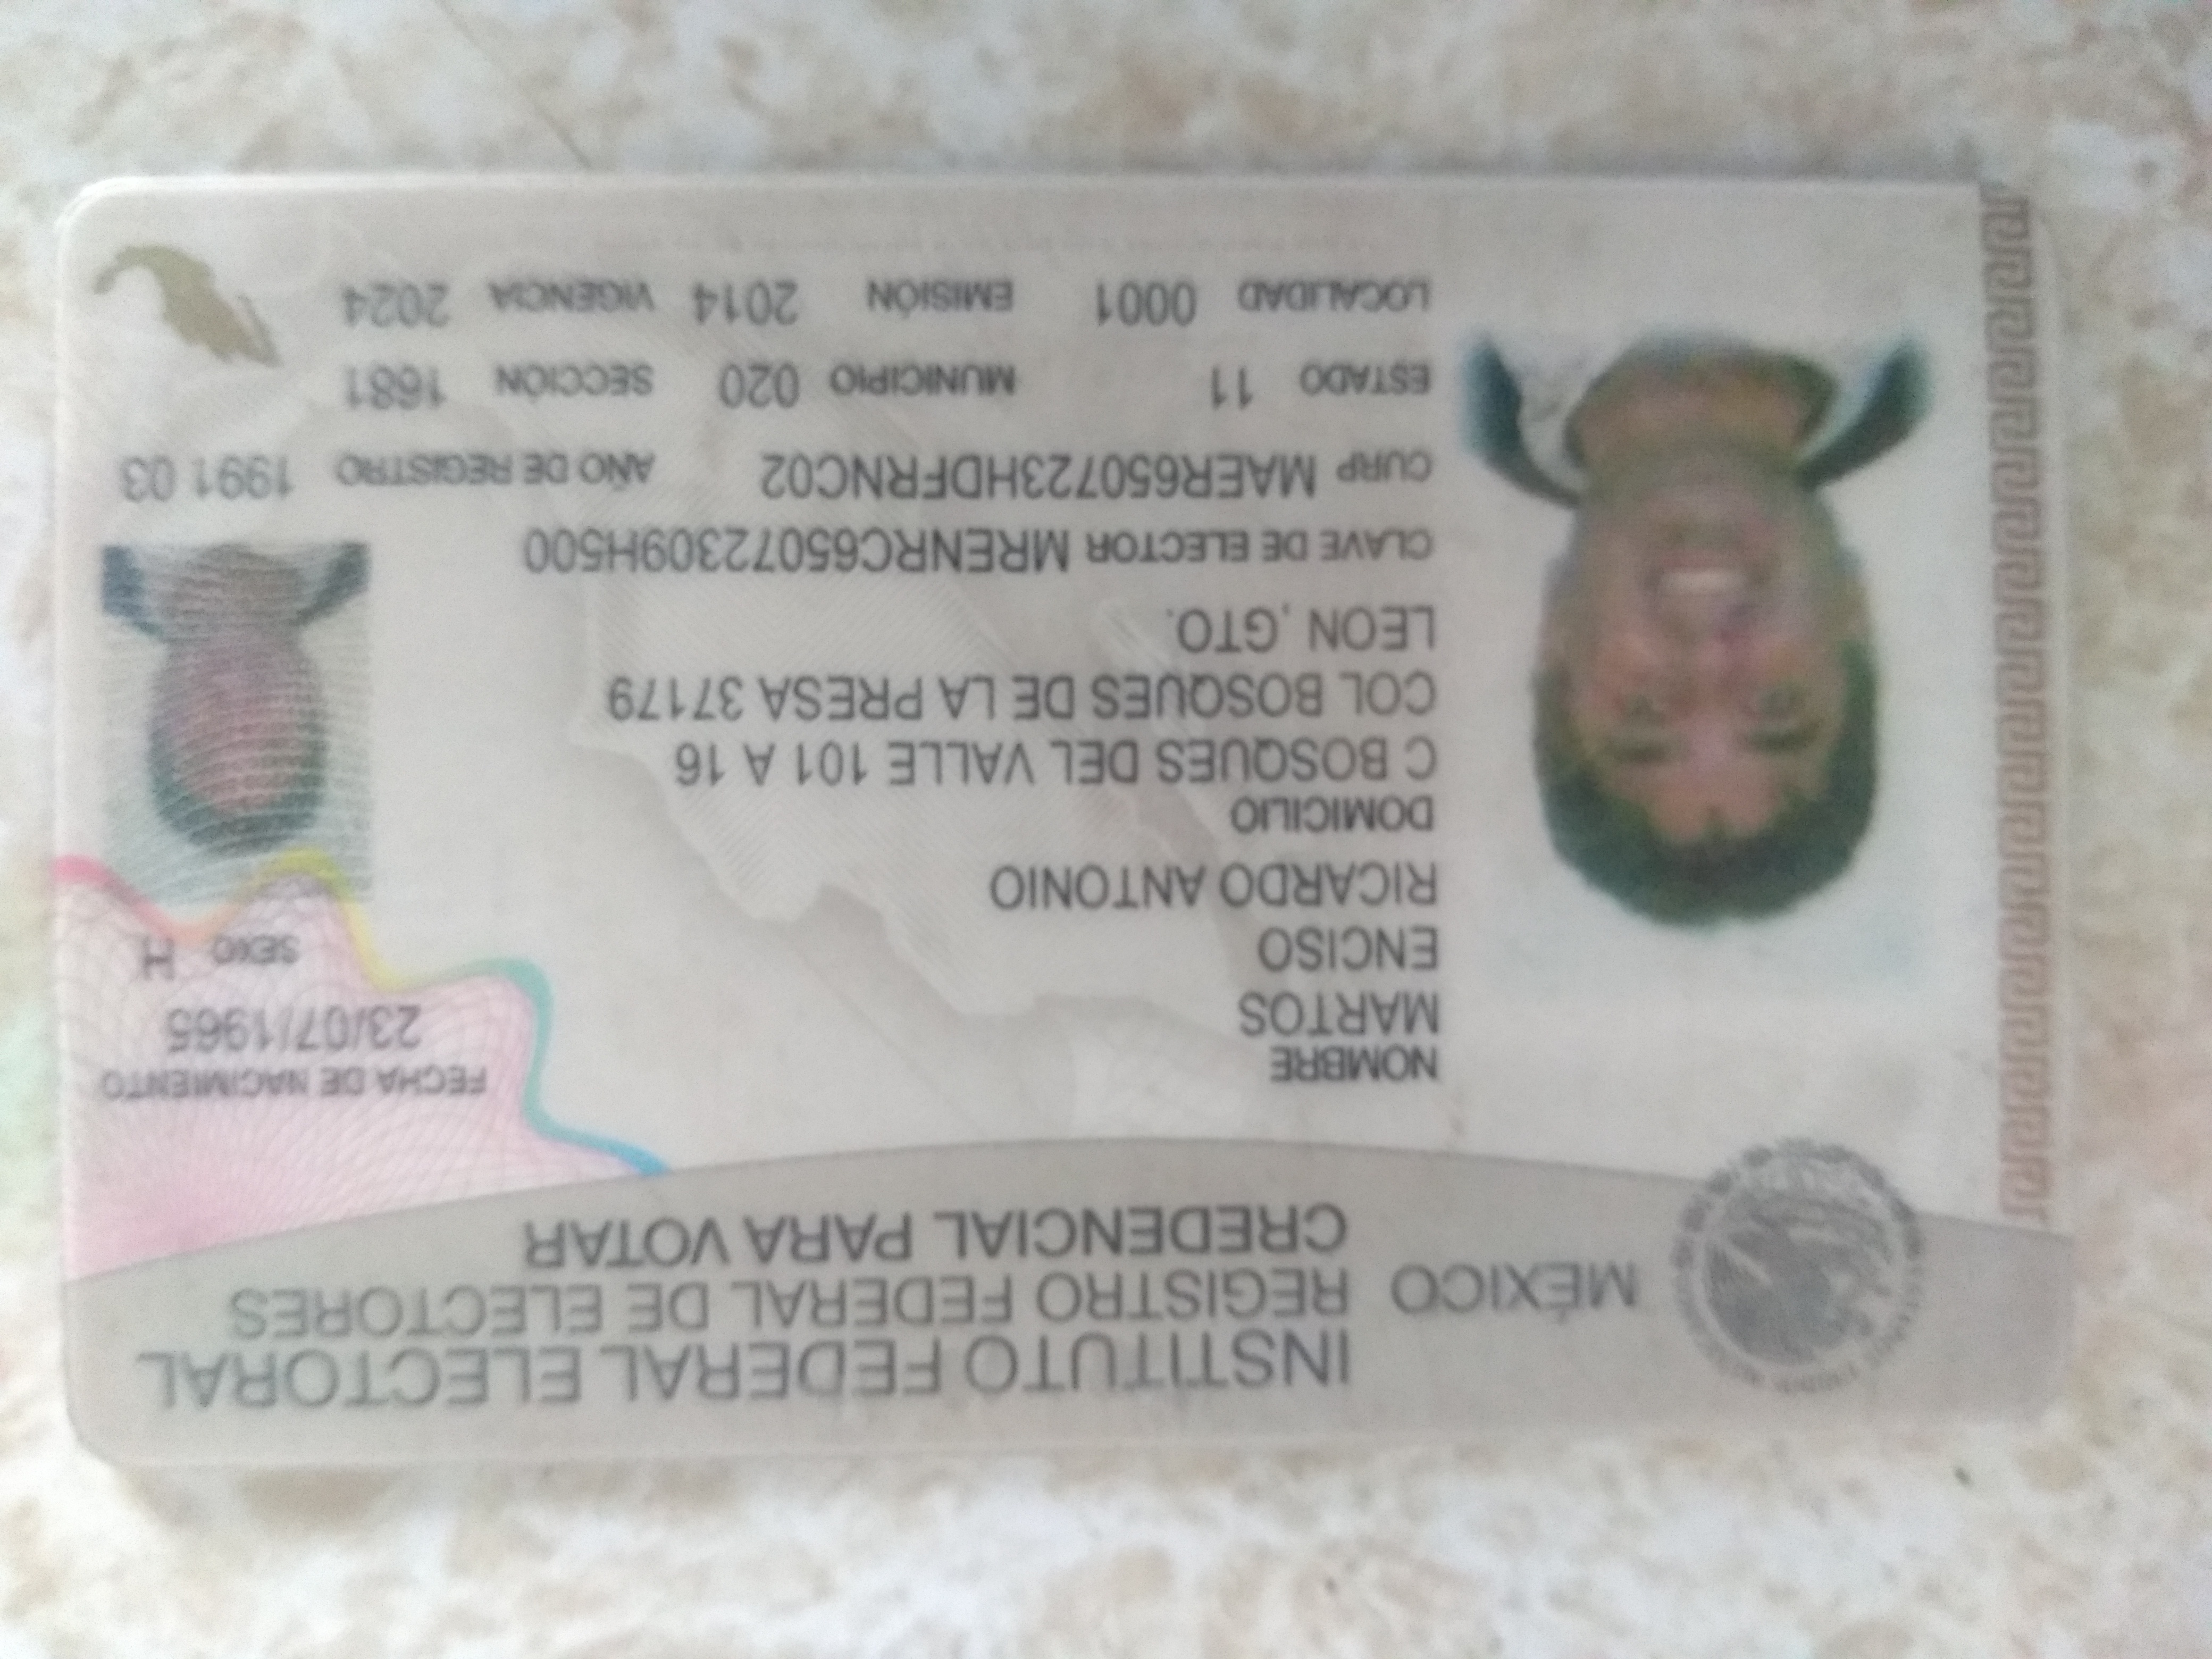 INSTITUTO FEDERAL ELECTORAL
MÉXICO REGISTRO FEDERAL DE ELECTORES
CREDENCIAL PARA VOTAR
NOMBRE
MARTOS
ENCISO
RICARDO ANTONIO
FECHA DE NACIMIENTO
23/07/1965
SEXO H
DOMICILIO
C BOSQUES DEL VALLE 101 A 16
COL BOSQUES DE LA PRESA 37179
LEON ,GTO.
CLAVE DE ELECTOR MRENRC65072309H500
CURP MAER650723HDFRNC02 AÑO DE REGISTRO 1991 03
ESTADO 11 MUNICIPIO 020 SECCIÓN 1681
LOCALIDAD 0001 EMISIÓN 2014 VIGENCIA 2024